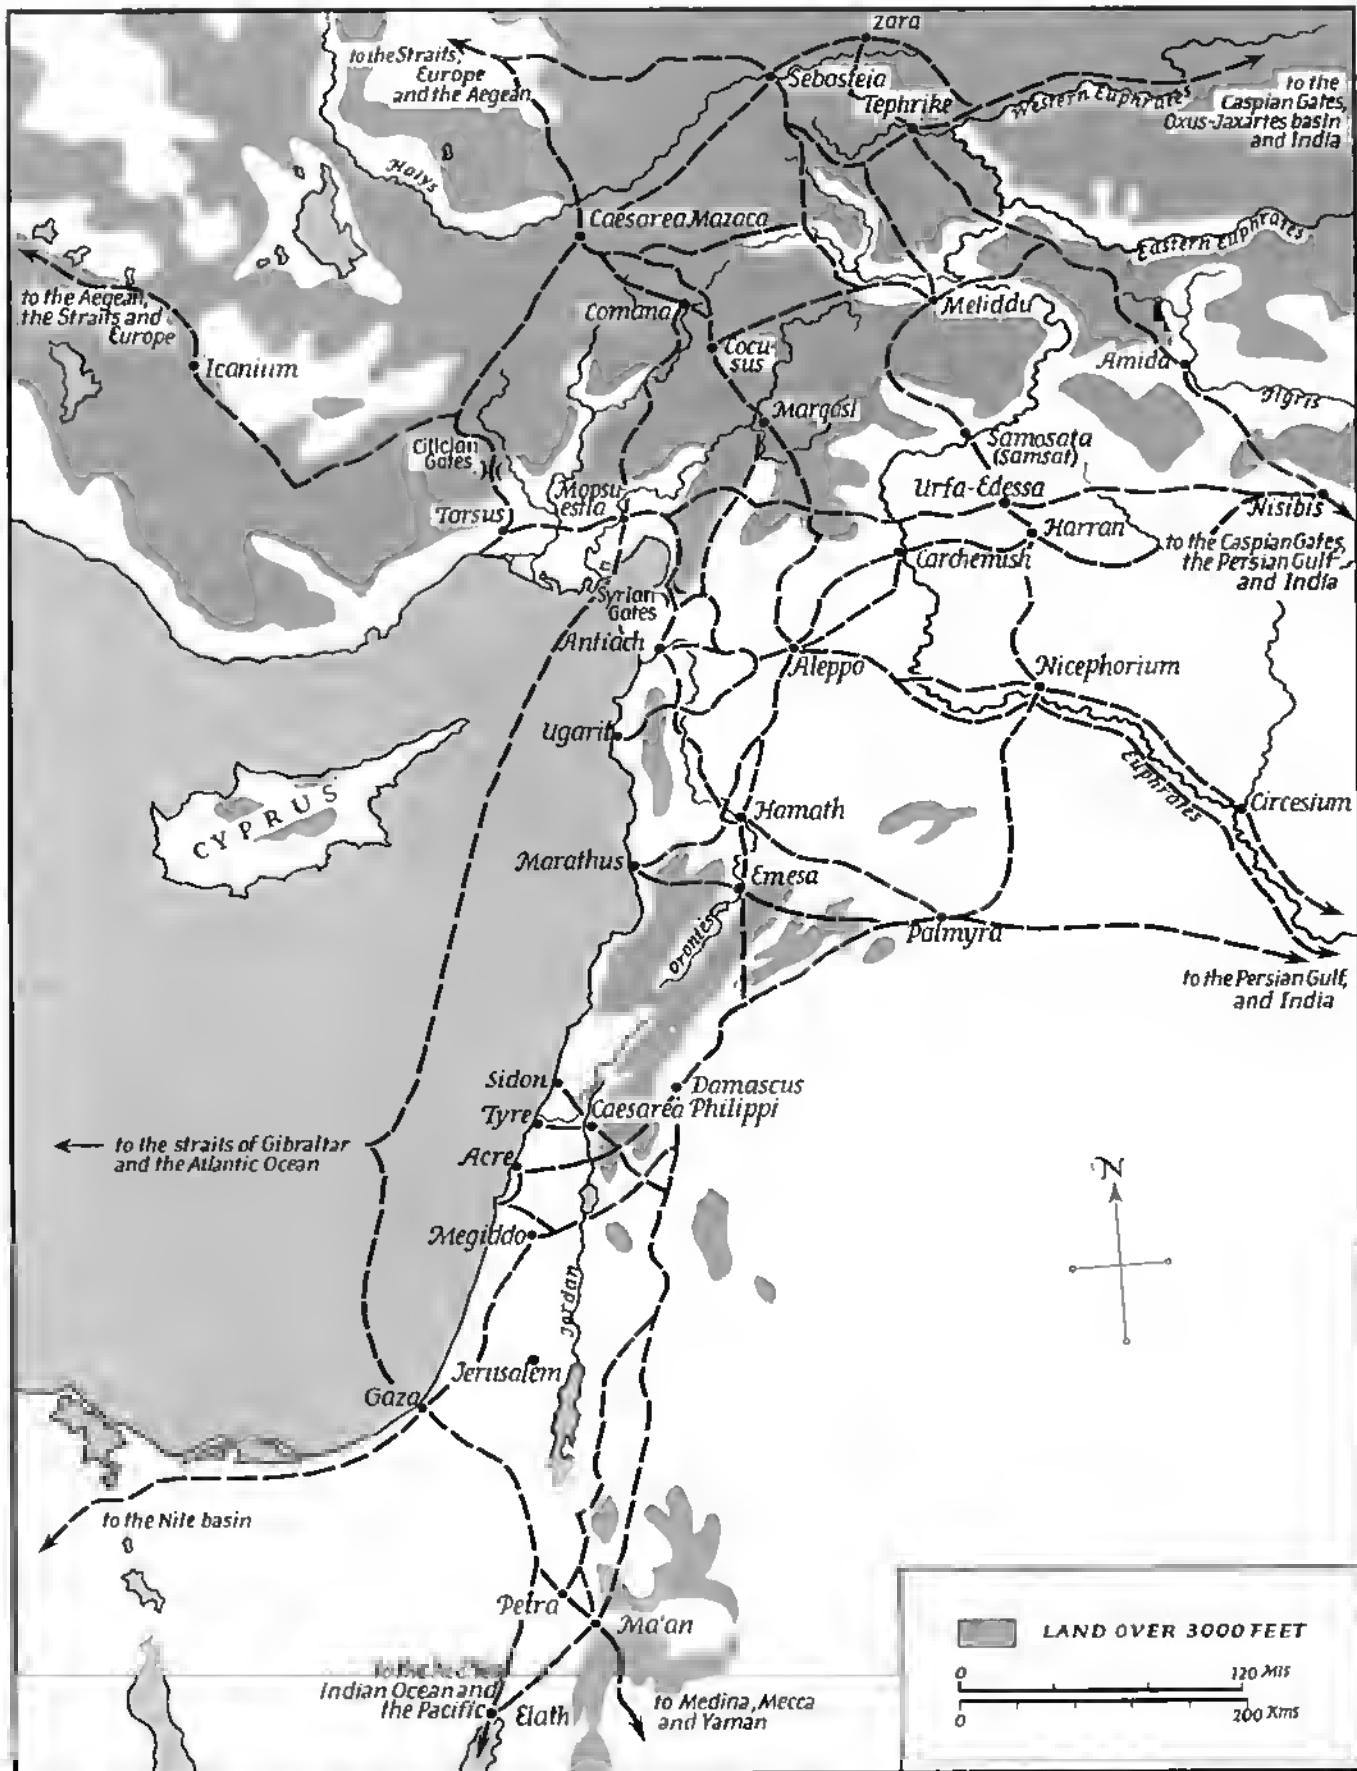 zara
to the Straits,
Europe
and the Aegean
Sebasteia
Tephrike
Western Euphrates
to the
Caspian Gates,
Oxus-Jaxartes basin
and India
Halys
Caesarea Mazaca
Eastern Euphrates
to the Aegean,
the Straits and
Europe
Comana
Meliddu
Iconium
Cocu-
sus
Amida
Tigris
Marqasi
Cilician
Gates
Samosata
(Samsat)
Mopsu-
estia
Urfa-Edessa
Tarsus
Nisibis
Harran
Carchemish
to the Caspian Gates,
the Persian Gulf
and India
Syrian
Gates
Antioch
Aleppo
Nicephorium
Ugarit
Euphrates
CYPRUS
Hamath
Circesium
Marathus
Emesa
Orontes
Palmyra
to the Persian Gulf,
and India
Sidon
Damascus
Tyre
Caesarea Philippi
to the straits of Gibraltar
and the Atlantic Ocean
Acre
N
Megiddo
Jordan
Jerusalem
Gaza
to the Nile basin
Petra
Ma'an
LAND OVER 3000 FEET
0 120 Mls
0 200 Kms
to the
Indian Ocean and
the Pacific
Elath
to Medina, Mecca
and Yaman